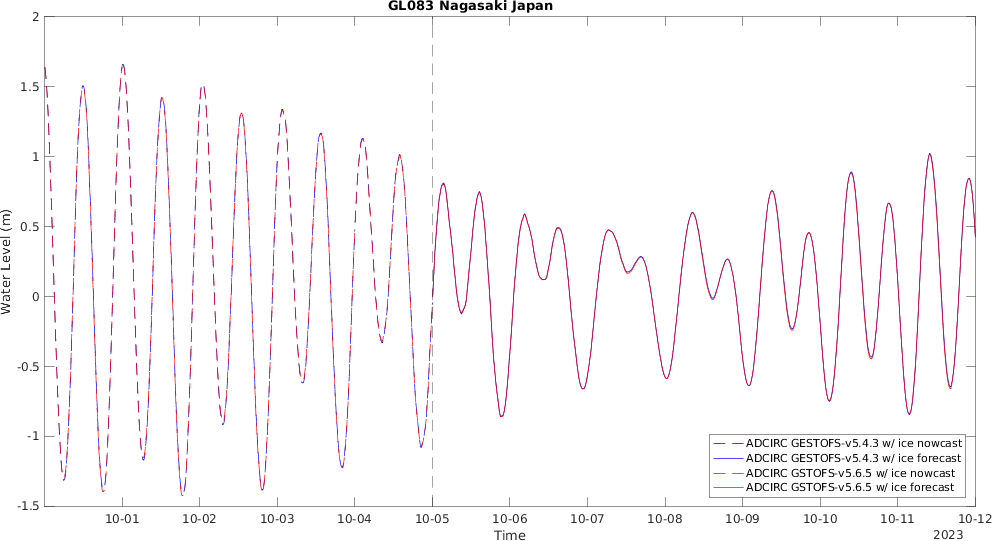 GL083 Nagasaki Japan
2
1.5
1
0.5
0
-0.5
-1
-1.5
Water Level (m)
ADCIRC GESTOFS-v5.4.3 w/ ice nowcast
ADCIRC GESTOFS-v5.4.3 w/ ice forecast
ADCIRC GSTOFS-v5.6.5 w/ ice nowcast
ADCIRC GSTOFS-v5.6.5 w/ ice forecast
10-01 10-02 10-03 10-04 10-05 10-06 10-07 10-08 10-09 10-10 10-11 10-12
Time
2023